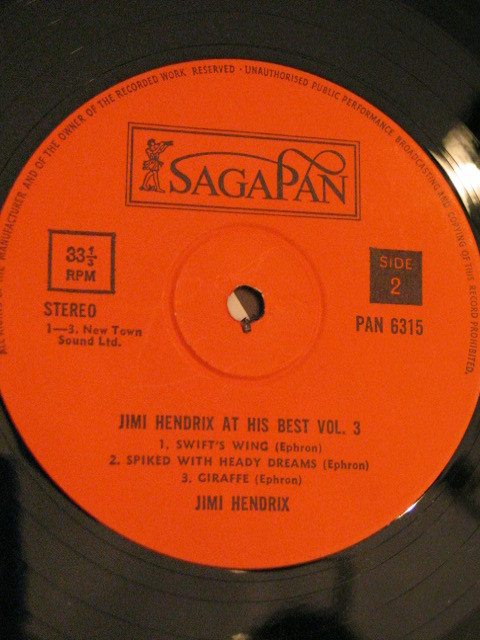 ALL RIGHTS OF THE MANUFACTURER AND OF THE OWNER OF THE RECORDED WORK RESERVED · UNAUTHORISED PUBLIC PERFORMANCE, BROADCASTING AND COPYING OF THIS RECORD PROHIBITED.
SAGAPAN
33⅓
RPM
SIDE
2
STEREO
PAN 6315
1—3. New Town
Sound Ltd.
JIMI HENDRIX AT HIS BEST VOL. 3
1. SWIFT'S WING (Ephron)
2. SPIKED WITH HEADY DREAMS (Ephron)
3. GIRAFFE (Ephron)
JIMI HENDRIX